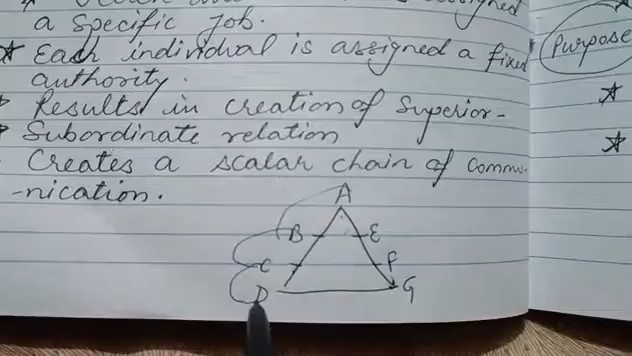 assigned
a specific job.
* Each individual is assigned a fixed
authority.
Results in creation of Superior-
Subordinate relation
Creates a scalar chain of commu-
-nication.
Purpose
A
B E
C F
D G